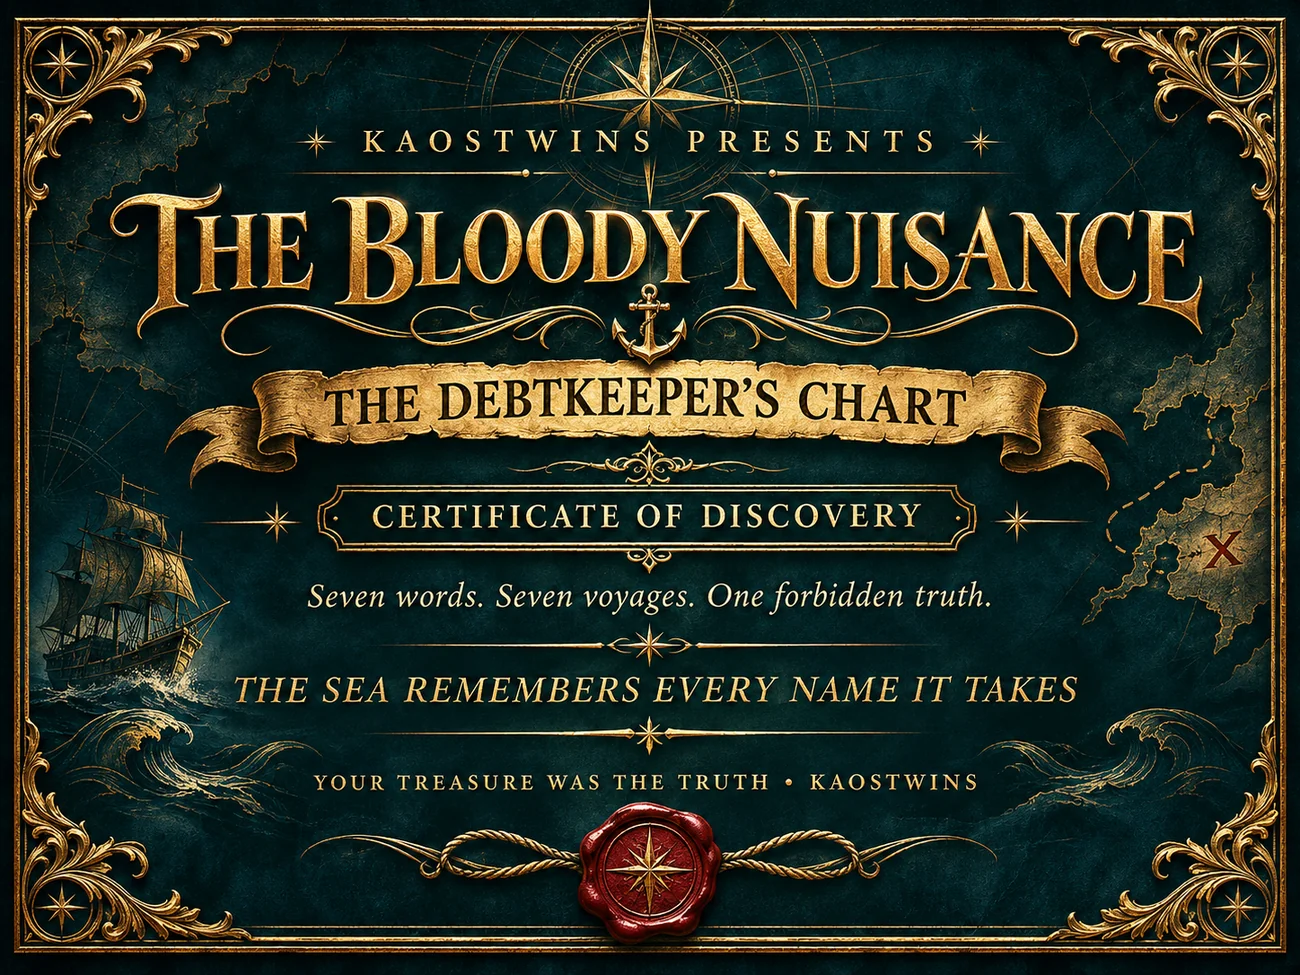 KAOSTWINS PRESENTS
THE BLOODY NUISANCE
THE DEBTKEEPER'S CHART
CERTIFICATE OF DISCOVERY
Seven words. Seven voyages. One forbidden truth.
THE SEA REMEMBERS EVERY NAME IT TAKES
YOUR TREASURE WAS THE TRUTH • KAOSTWINS
X